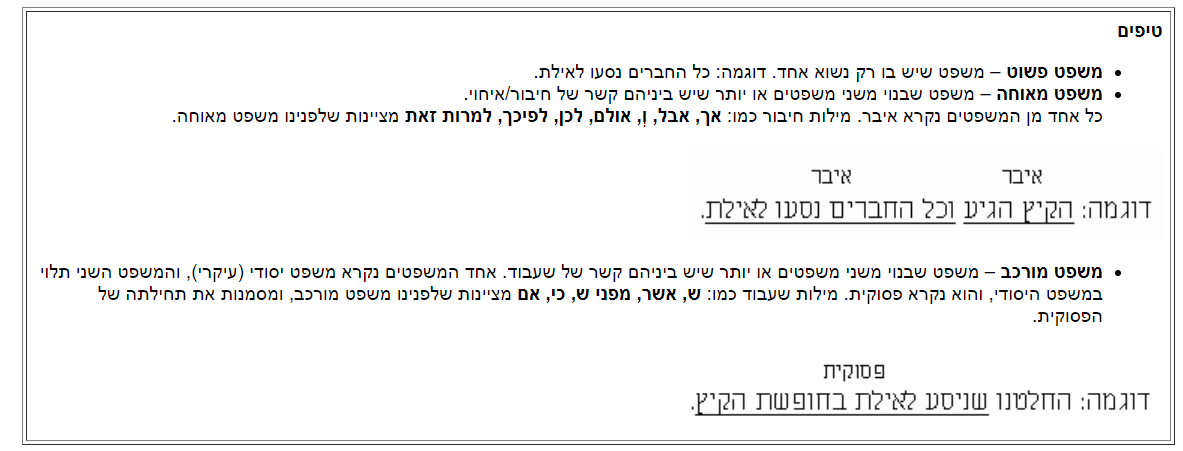 טיפים
משפט פשוט – משפט שיש בו רק נשוא אחד. דוגמה: כל החברים נסעו לאילת.
משפט מאוחה – משפט שבנוי משני משפטים או יותר שיש ביניהם קשר של חיבור/איחוי.
כל אחד מן המשפטים נקרא איבר. מילות חיבור כמו: אך, אבל, וְ, אולם, לכן, לפיכך, למרות זאת מציינות שלפנינו משפט מאוחה.
איבר איבר
דוגמה: הקיץ הגיע וכל החברים נסעו לאילת.
משפט מורכב – משפט שבנוי משני משפטים או יותר שיש ביניהם קשר של שעבוד. אחד המשפטים נקרא משפט יסודי (עיקרי), והמשפט השני תלוי
במשפט היסודי, והוא נקרא פסוקית. מילות שעבוד כמו: ש, אשר, מפני ש, כי, אם מציינות שלפנינו משפט מורכב, ומסמנות את תחילתה של
הפסוקית.
פסוקית
דוגמה: החלטנו שניסע לאילת בחופשת הקיץ.